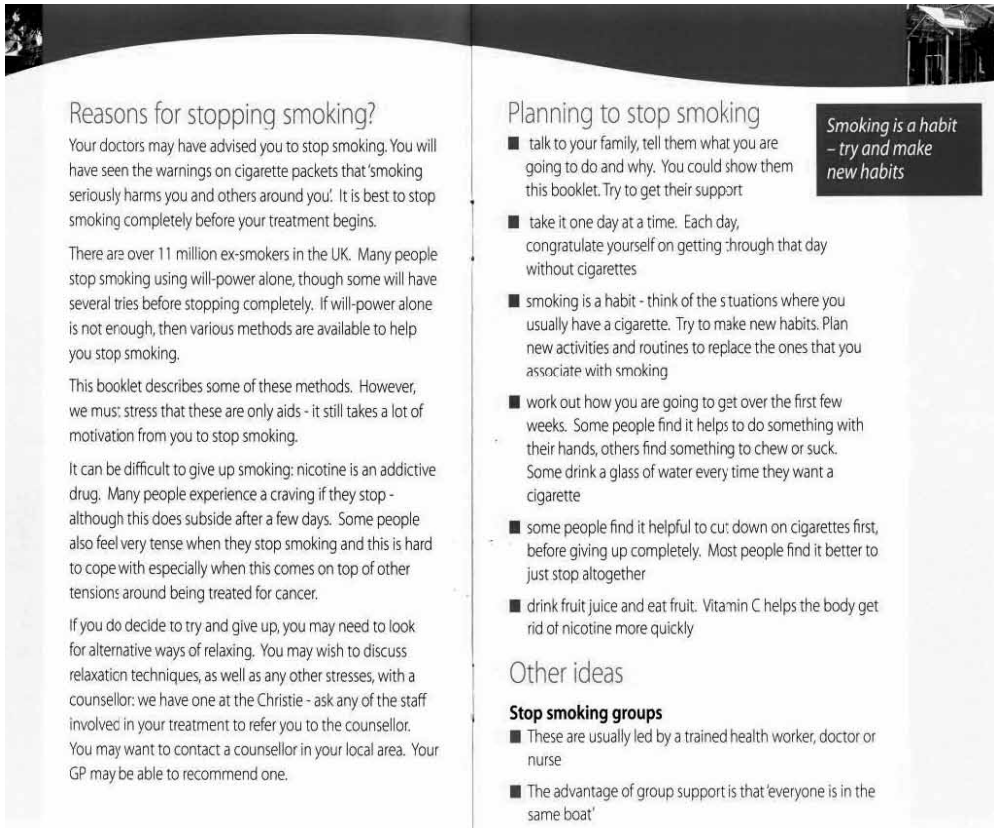 Reasons for stopping smoking?
Your doctors may have advised you to stop smoking. You will
have seen the warnings on cigarette packets that 'smoking
seriously harms you and others around you'. It is best to stop
smoking completely before your treatment begins.
There are over 11 million ex-smokers in the UK. Many people
stop smoking using will-power alone, though some will have
several tries before stopping completely. If will-power alone
is not enough, then various methods are available to help
you stop smoking.
This booklet describes some of these methods. However,
we must stress that these are only aids - it still takes a lot of
motivation from you to stop smoking.
It can be difficult to give up smoking: nicotine is an addictive
drug. Many people experience a craving if they stop -
although this does subside after a few days. Some people
also feel very tense when they stop smoking and this is hard
to cope with especially when this comes on top of other
tensions around being treated for cancer.
If you do decide to try and give up, you may need to look
for alternative ways of relaxing. You may wish to discuss
relaxation techniques, as well as any other stresses, with a
counsellor: we have one at the Christie - ask any of the staff
involved in your treatment to refer you to the counsellor.
You may want to contact a counsellor in your local area. Your
GP may be able to recommend one.
Planning to stop smoking
■ talk to your family, tell them what you are
going to do and why. You could show them
this booklet. Try to get their support
■ take it one day at a time. Each day,
congratulate yourself on getting through that day
without cigarettes
■ smoking is a habit - think of the situations where you
usually have a cigarette. Try to make new habits. Plan
new activities and routines to replace the ones that you
associate with smoking
■ work out how you are going to get over the first few
weeks. Some people find it helps to do something with
their hands, others find something to chew or suck.
Some drink a glass of water every time they want a
cigarette
■ some people find it helpful to cut down on cigarettes first,
before giving up completely. Most people find it better to
just stop altogether
■ drink fruit juice and eat fruit. Vitamin C helps the body get
rid of nicotine more quickly
Smoking is a habit
– try and make
new habits
Other ideas
Stop smoking groups
■ These are usually led by a trained health worker, doctor or
nurse
■ The advantage of group support is that 'everyone is in the
same boat'